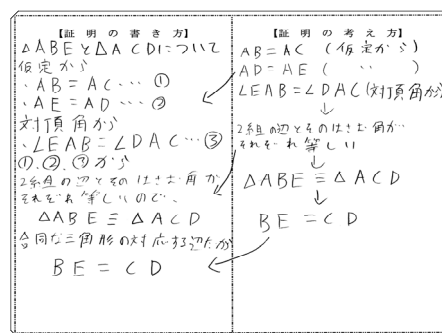 【証明の書き方】
△ABEと△ACDについて
仮定から
・AB=AC… ①
・AE=AD… ②
対頂角から
・∠EAB=∠DAC…③
①,②,③から
2組の辺とそのはさむ角が
それぞれ等しいので、
△ABE≡△ACD
合同な三角形の対応する辺だから
BE=CD
【証明の考え方】
AB=AC (仮定から)
AD=AE ( 〃 )
∠EAB=∠DAC(対頂角から)
↓
2組の辺とそのはさむ角が
それぞれ等しい
↓
△ABE≡△ACD
↓
BE=CD